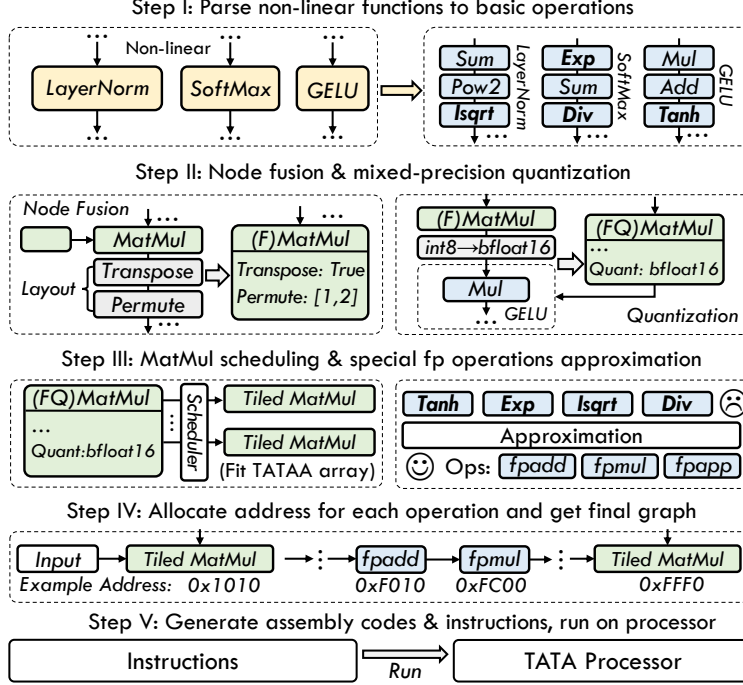 Step I: Parse non-linear functions to basic operations
...
...
...
Non-linear
LayerNorm
SoftMax
GELU
...
...
...
Sum
Pow2
Isqrt
...
LayerNorm
Exp
Sum
Div
...
SoftMax
Mul
Add
Tanh
...
GELU
Step II: Node fusion & mixed-precision quantization
Node Fusion
...
MatMul
Layout
Transpose
Permute
...
...
(F)MatMul
Transpose: True
Permute: [1,2]
(F)MatMul
int8→bfloat16
Mul
... GELU
(FQ)MatMul
...
Quant: bfloat16
Quantization
Step III: MatMul scheduling & special fp operations approximation
(FQ)MatMul
...
Quant:bfloat16
...
Scheduler
...
Tiled MatMul
Tiled MatMul
(Fit TATAA array)
Tanh Exp Isqrt Div
Approximation
Ops: fpadd fpmul fpapp
Step IV: Allocate address for each operation and get final graph
Input Tiled MatMul ... fpadd fpmul ... Tiled MatMul
Example Address: 0x1010 0xF010 0xFC00 0xFFF0
Step V: Generate assembly codes & instructions, run on processor
Instructions
Run
TATA Processor